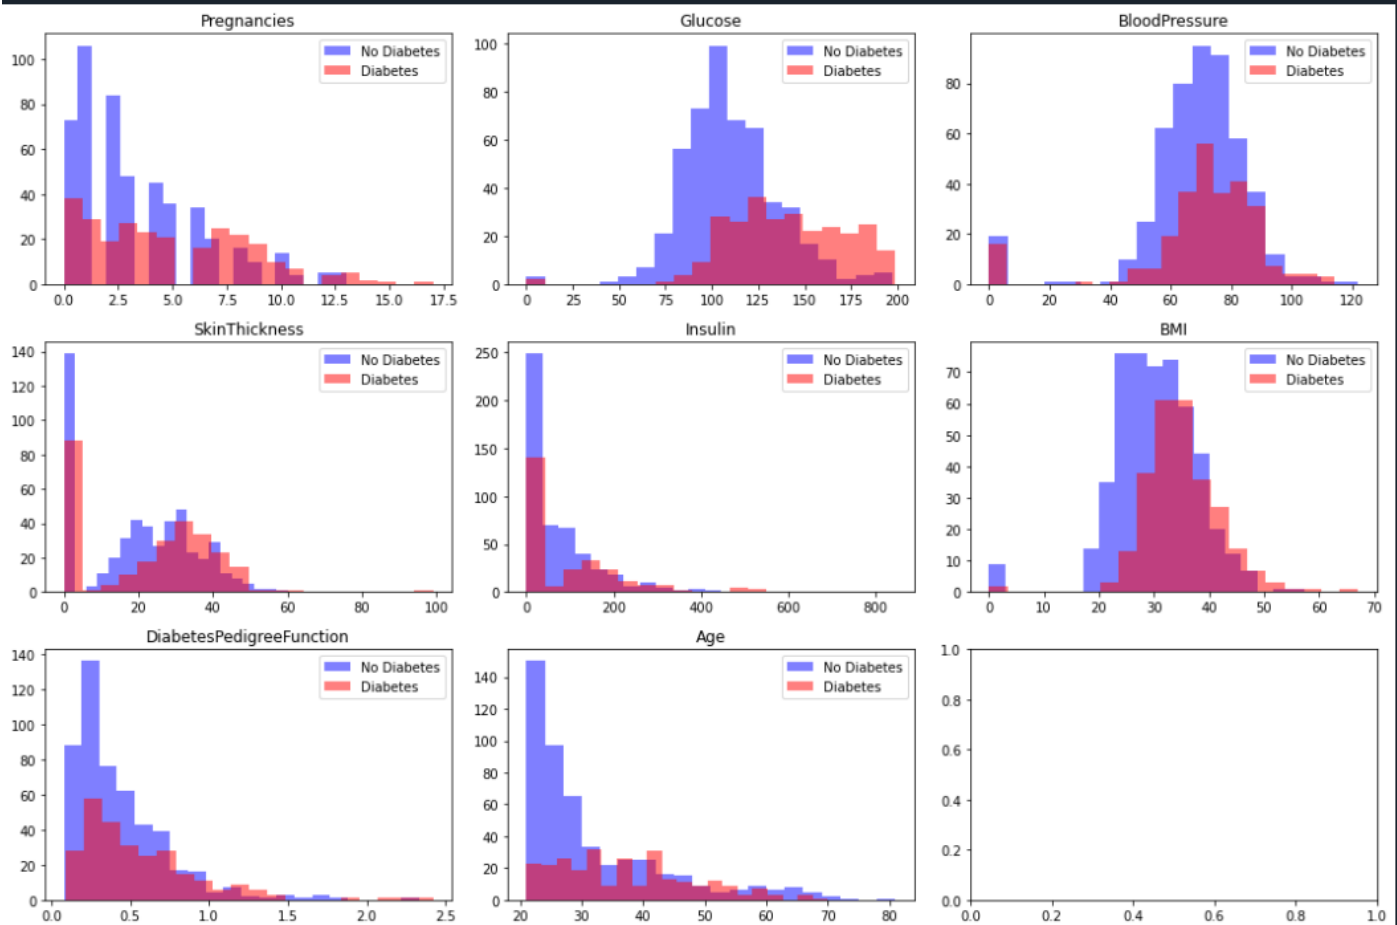 Pregnancies
No Diabetes
Diabetes
100
80
60
40
20
0
0.0 2.5 5.0 7.5 10.0 12.5 15.0 17.5
Glucose
No Diabetes
Diabetes
100
80
60
40
20
0
0 25 50 75 100 125 150 175 200
BloodPressure
No Diabetes
Diabetes
80
60
40
20
0
0 20 40 60 80 100 120
SkinThickness
No Diabetes
Diabetes
140
120
100
80
60
40
20
0
0 20 40 60 80 100
Insulin
No Diabetes
Diabetes
250
200
150
100
50
0
0 200 400 600 800
BMI
No Diabetes
Diabetes
70
60
50
40
30
20
10
0
0 10 20 30 40 50 60 70
DiabetesPedigreeFunction
No Diabetes
Diabetes
140
120
100
80
60
40
20
0
0.0 0.5 1.0 1.5 2.0 2.5
Age
No Diabetes
Diabetes
140
120
100
80
60
40
20
0
20 30 40 50 60 70 80
1.0
0.8
0.6
0.4
0.2
0.0
0.0 0.2 0.4 0.6 0.8 1.0